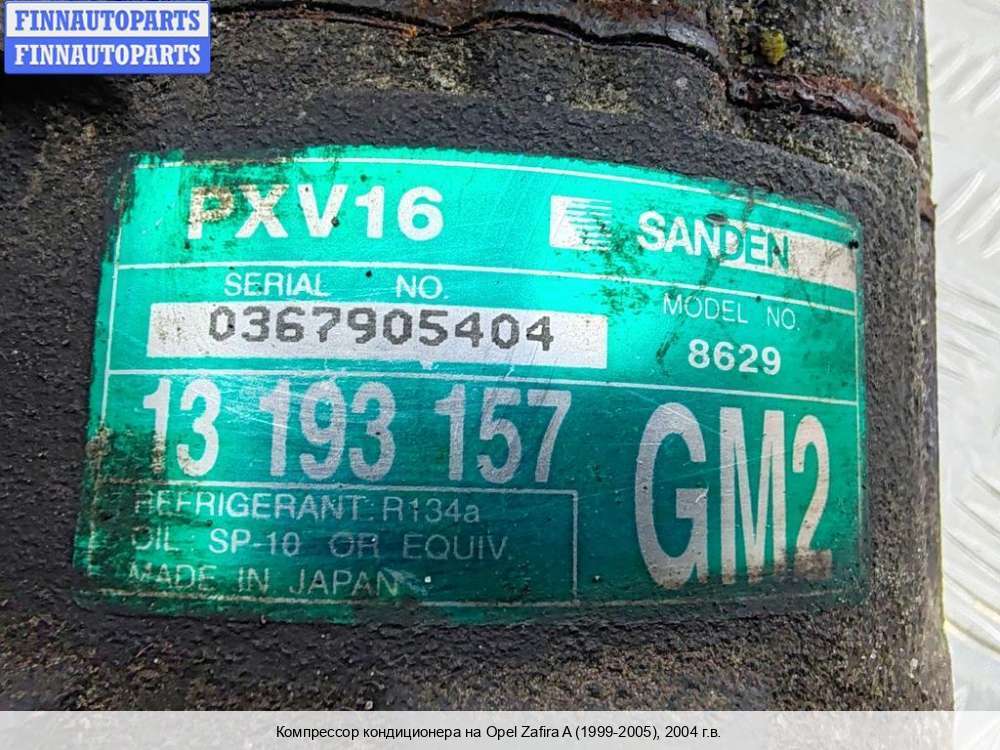 FINNAUTOPARTS
FINNAUTOPARTS
PXV16 SANDEN
SERIAL NO. MODEL NO.
0367905404 8629
13 193 157 GM2
REFRIGERANT R134a
OIL SP-10 OR EQUIV.
MADE IN JAPAN
Компрессор кондиционера на Opel Zafira A (1999-2005), 2004 г.в.